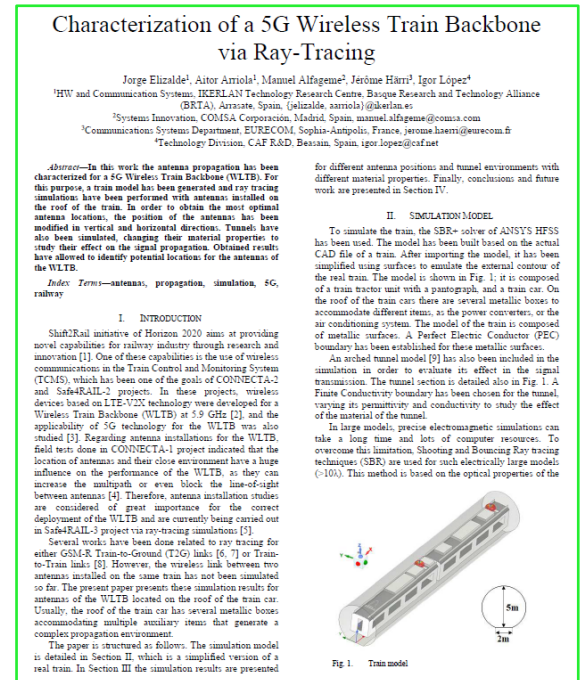 Characterization of a 5G Wireless Train Backbone
via Ray-Tracing
Jorge Elizalde¹, Aitor Arriola¹, Manuel Alfageme², Jérôme Härri³, Igor López⁴
¹HW and Communication Systems, IKERLAN Technology Research Centre, Basque Research and Technology Alliance
(BRTA), Arrasate, Spain, {jelizalde, aarriola}@ikerlan.es
²Systems Innovation, COMSA Corporación, Madrid, Spain, manuel.alfageme@comsa.com
³Communications Systems Department, EURECOM, Sophia-Antipolis, France, jerome.haerri@eurecom.fr
⁴Technology Division, CAF R&D, Beasain, Spain, igor.lopez@caf.net
Abstract—In this work the antenna propagation has been
characterized for a 5G Wireless Train Backbone (WLTB). For
this purpose, a train model has been generated and ray tracing
simulations have been performed with antennas installed on
the roof of the train. In order to obtain the most optimal
antenna locations, the position of the antennas has been
modified in vertical and horizontal directions. Tunnels have
also been simulated, changing their material properties to
study their effect on the signal propagation. Obtained results
have allowed to identify potential locations for the antennas of
the WLTB.
Index Terms—antennas, propagation, simulation, 5G,
railway
I. INTRODUCTION
Shift2Rail initiative of Horizon 2020 aims at providing
novel capabilities for railway industry through research and
innovation [1]. One of these capabilities is the use of wireless
communications in the Train Control and Monitoring System
(TCMS), which has been one of the goals of CONNECTA-2
and Safe4RAIL-2 projects. In these projects, wireless
devices based on LTE-V2X technology were developed for a
Wireless Train Backbone (WLTB) at 5.9 GHz [2], and the
applicability of 5G technology for the WLTB was also
studied [3]. Regarding antenna installations for the WLTB,
field tests done in CONNECTA-1 project indicated that the
location of antennas and their close environment have a huge
influence on the performance of the WLTB, as they can
increase the multipath or even block the line-of-sight
between antennas [4]. Therefore, antenna installation studies
are considered of great importance for the correct
deployment of the WLTB and are currently being carried out
in Safe4RAIL-3 project via ray-tracing simulations [5].
Several works have been done related to ray tracing for
either GSM-R Train-to-Ground (T2G) links [6, 7] or Train-
to-Train links [8]. However, the wireless link between two
antennas installed on the same train has not been simulated
so far. The present paper presents these simulation results for
antennas of the WLTB located on the roof of the train car.
Usually, the roof of the train car has several metallic boxes
accommodating multiple auxiliary items that generate a
complex propagation environment.
The paper is structured as follows. The simulation model
is detailed in Section II, which is a simplified version of a
real train. In Section III the simulation results are presented
for different antenna positions and tunnel environments with
different material properties. Finally, conclusions and future
work are presented in Section IV.
II. SIMULATION MODEL
To simulate the train, the SBR+ solver of ANSYS HFSS
has been used. The model has been built based on the actual
CAD file of a train. After importing the model, it has been
simplified using surfaces to emulate the external contour of
the real train. The model is shown in Fig. 1; it is composed
of a train tractor unit with a pantograph, and a train car. On
the roof of the train cars there are several metallic boxes to
accommodate different items, as the power converters, or the
air conditioning system. The model of the train is composed
of metallic surfaces. A Perfect Electric Conductor (PEC)
boundary has been established for these metallic surfaces.
An arched tunnel model [9] has also been included in the
simulation in order to evaluate its effect in the signal
transmission. The tunnel section is detailed also in Fig. 1. A
Finite Conductivity boundary has been chosen for the tunnel,
varying its permittivity and conductivity to study the effect
of the material of the tunnel.
In large models, precise electromagnetic simulations can
take a long time and lots of computer resources. To
overcome this limitation, Shooting and Bouncing Ray tracing
techniques (SBR) are used for such electrically large models
(>10λ). This method is based on the optical properties of the
5m
2m
Fig. 1. Train model